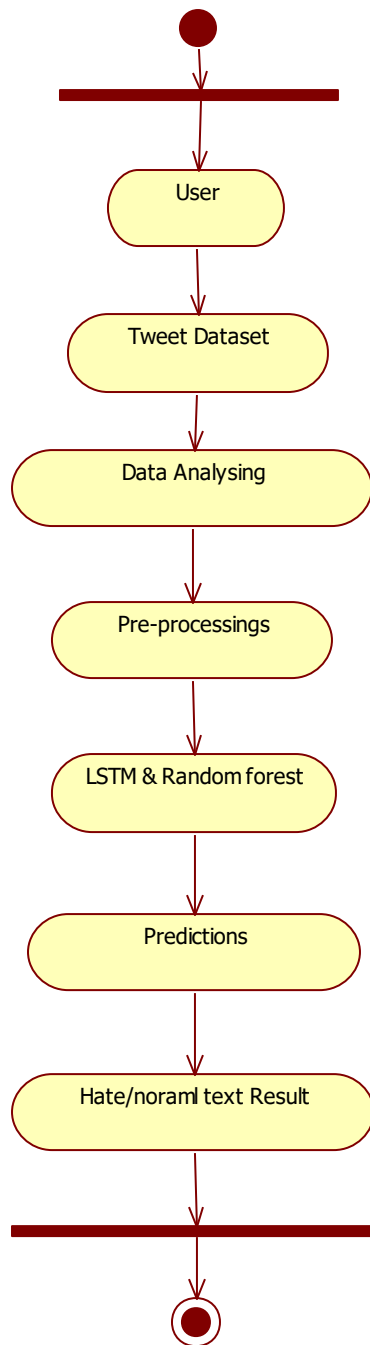 User
Tweet Dataset
Data Analysing
Pre-processings
LSTM & Random forest
Predictions
Hate/noraml text Result